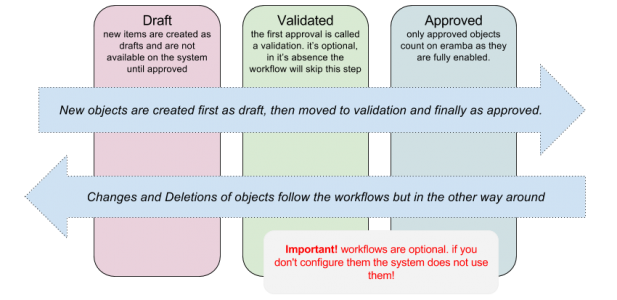 Draft
new items are created as
drafts and are not
available on the system
until approved
Validated
the first approval is called
a validation. it's optional,
in it's absence the
workflow will skip this step
Approved
only approved objects
count on eramba as they
are fully enabled.
New objects are created first as draft, then moved to validation and finally as approved.
Changes and Deletions of objects follow the workflows but in the other way around
Important! workflows are optional. if you
don't configure them the system does not use
them!